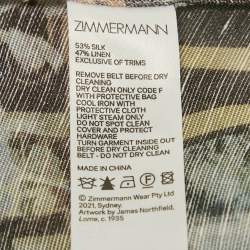 ZIMMERMANN
53% SILK
47% LINEN
EXCLUSIVE OF TRIMS
REMOVE BELT BEFORE DRY
CLEANING
DRY CLEAN ONLY CODE F
WITH PROTECTIVE BAG
COOL IRON WITH
PROTECTIVE CLOTH
LIGHT STEAM ONLY
DO NOT SPOT CLEAN
COVER AND PROTECT
HARDWARE
TURN GARMENT INSIDE OUT
BEFORE DRY CLEANING
BELT - DO NOT DRY CLEAN
MADE IN CHINA
© Zimmermann Wear Pty Ltd
2021, Sydney.
Artwork by James Northfield,
Lorne, c. 1935